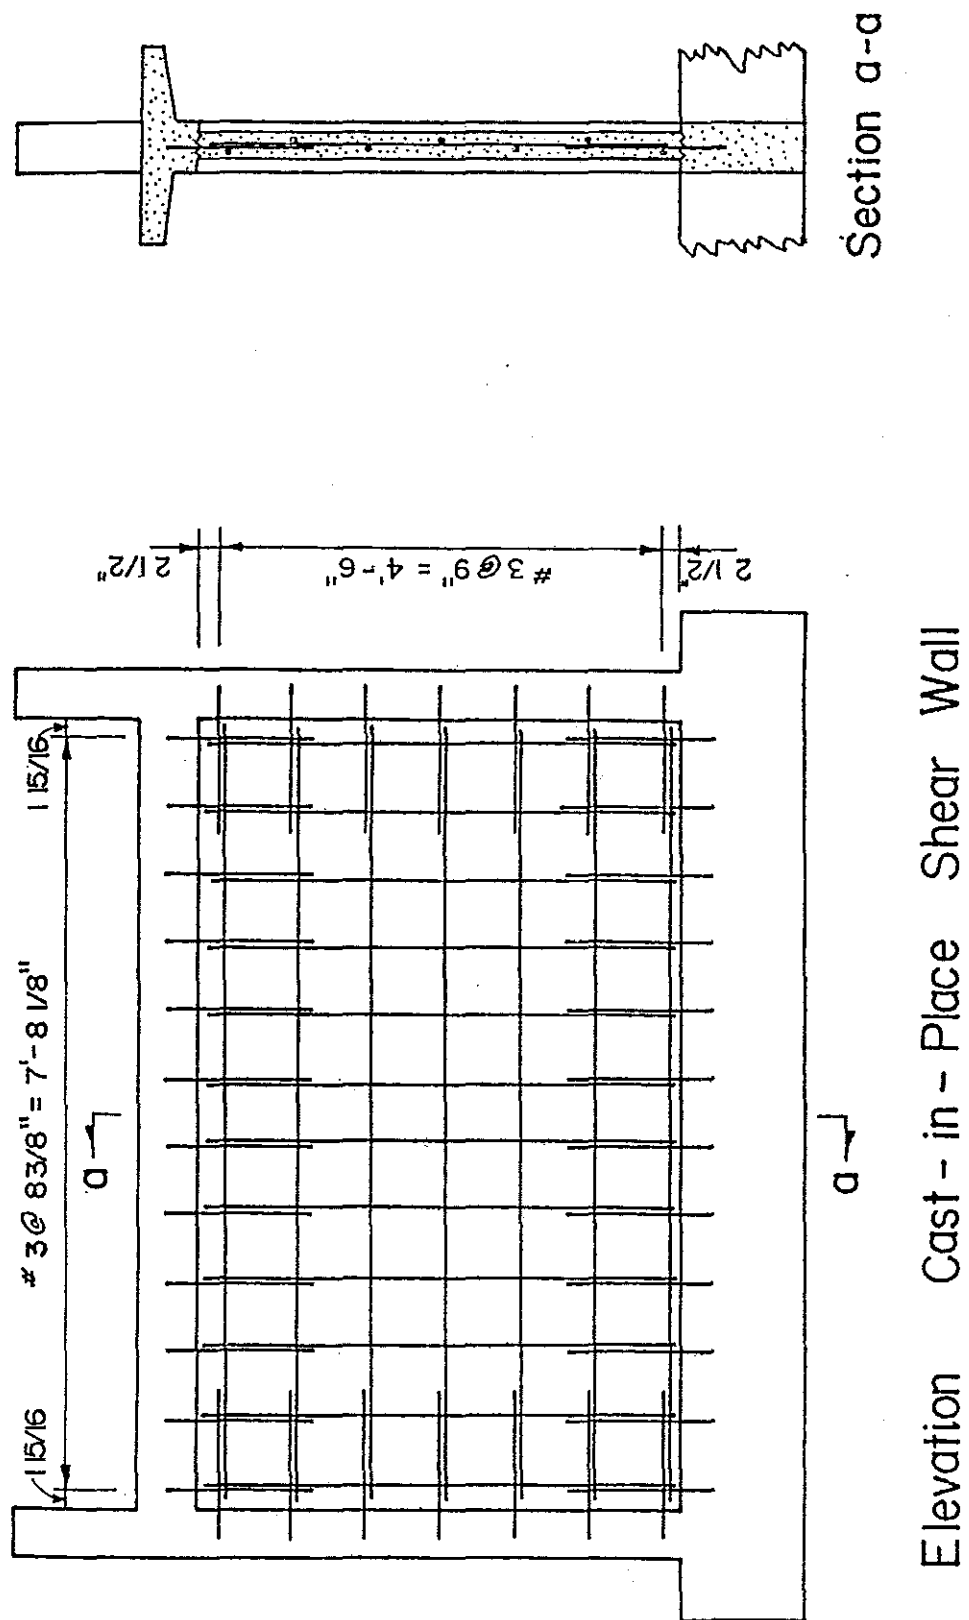 1 15/16
# 3 @ 8 3/8" = 7'- 8 1/8"
1 15/16
a
a
2 1/2"
# 3 @ 9" = 4'- 6"
2 1/2"
Elevation Cast - in - Place Shear Wall
Section a-a